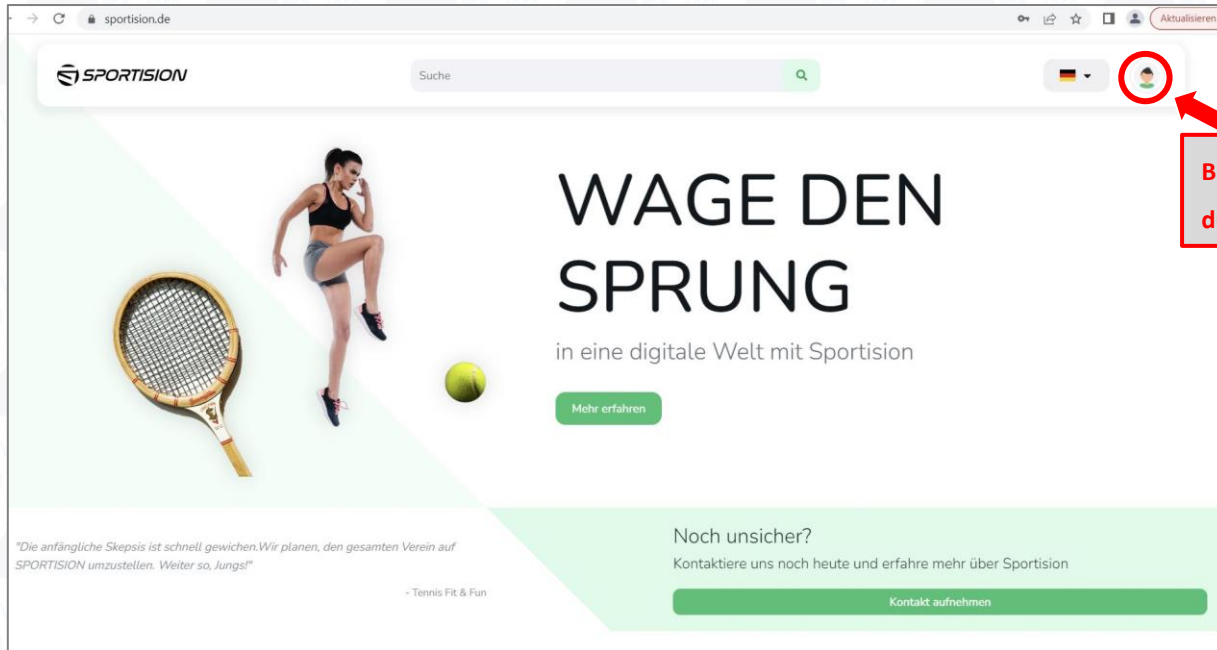 sportision.de
Aktualisieren
SPORTISION
Suche
WAGE DEN
SPRUNG
in eine digitale Welt mit Sportision
Mehr erfahren
"Die anfängliche Skepsis ist schnell gewichen.Wir planen, den gesamten Verein auf
SPORTISION umzustellen. Weiter so, Jungs!"
- Tennis Fit & Fun
Noch unsicher?
Kontaktiere uns noch heute und erfahre mehr über Sportision
Kontakt aufnehmen